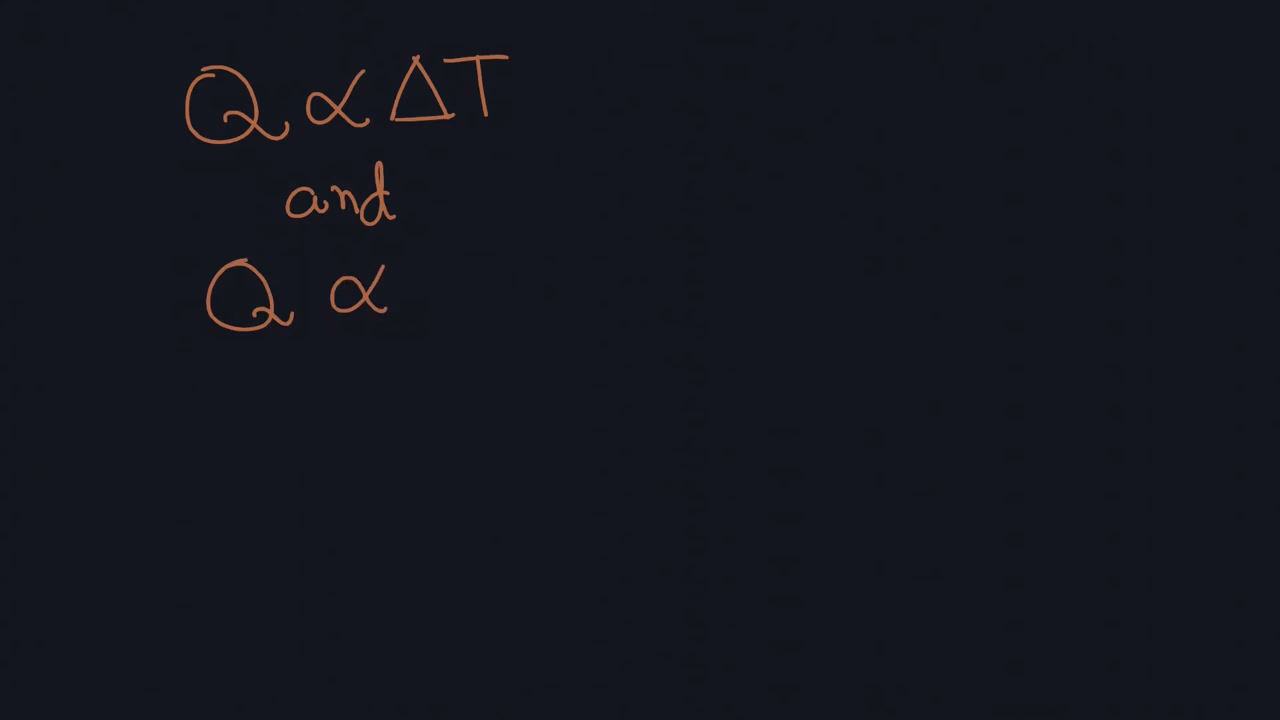 Q ∝ ΔT
and
Q ∝